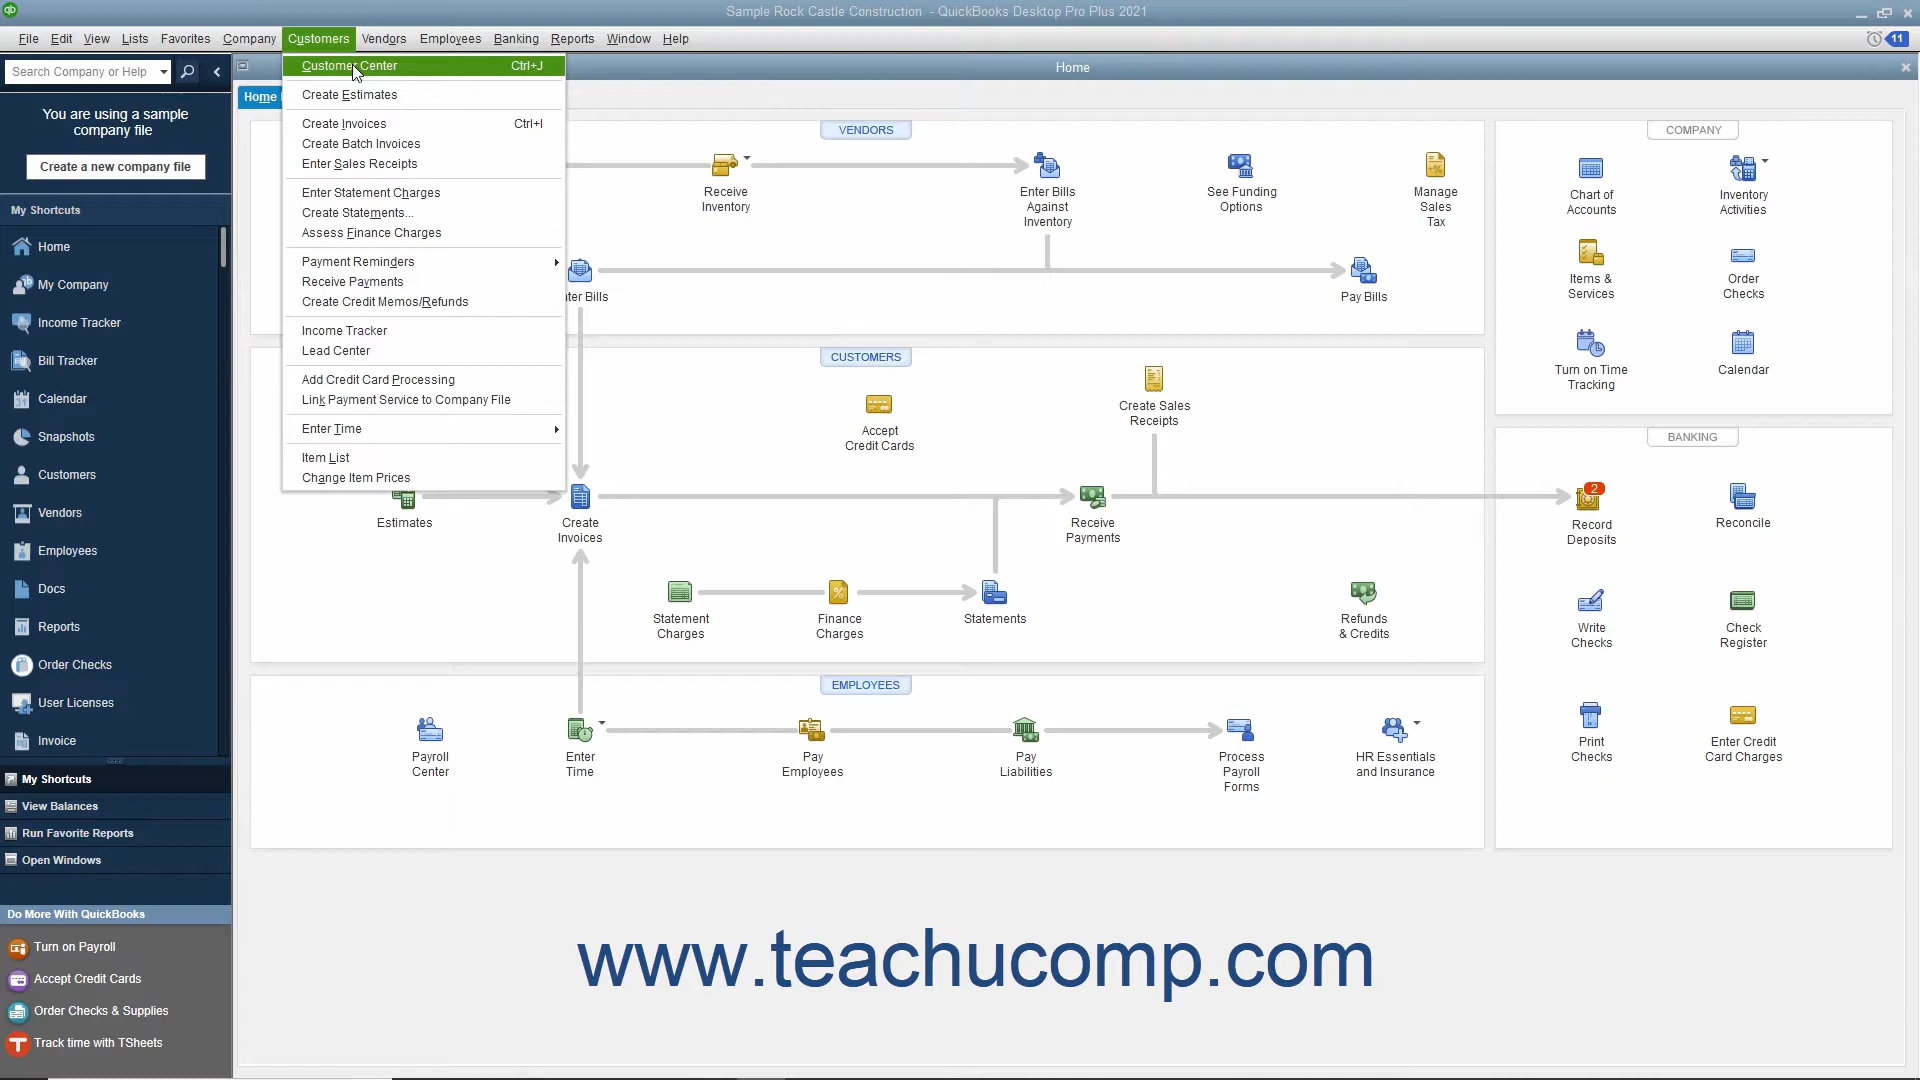 Sample Rock Castle Construction - QuickBooks Desktop Pro Plus 2021
File Edit View Lists Favorites Company Customers Vendors Employees Banking Reports Window Help
11
Search Company or Help
Home
You are using a sample
company file
Create a new company file
My Shortcuts
Home
My Company
Income Tracker
Bill Tracker
Calendar
Snapshots
Customers
Vendors
Employees
Docs
Reports
Order Checks
User Licenses
Invoice
My Shortcuts
View Balances
Run Favorite Reports
Open Windows
Do More With QuickBooks
Turn on Payroll
Accept Credit Cards
Order Checks & Supplies
Track time with TSheets
Home
Customer Center Ctrl+J
Create Estimates
Create Invoices Ctrl+I
Create Batch Invoices
Enter Sales Receipts
Enter Statement Charges
Create Statements...
Assess Finance Charges
Payment Reminders
Receive Payments
Create Credit Memos/Refunds
Income Tracker
Lead Center
Add Credit Card Processing
Link Payment Service to Company File
Enter Time
Item List
Change Item Prices
VENDORS
Receive
Inventory
Enter Bills
Against
Inventory
See Funding
Options
Manage
Sales
Tax
Bills
Pay Bills
CUSTOMERS
Accept
Credit Cards
Create Sales
Receipts
Estimates
Create
Invoices
Receive
Payments
Statement
Charges
Finance
Charges
Statements
Refunds
& Credits
EMPLOYEES
Payroll
Center
Enter
Time
Pay
Employees
Pay
Liabilities
Process
Payroll
Forms
HR Essentials
and Insurance
COMPANY
Chart of
Accounts
Inventory
Activities
Items &
Services
Order
Checks
Turn on Time
Tracking
Calendar
BANKING
2
Record
Deposits
Reconcile
Write
Checks
Check
Register
Print
Checks
Enter Credit
Card Charges
www.teachucomp.com